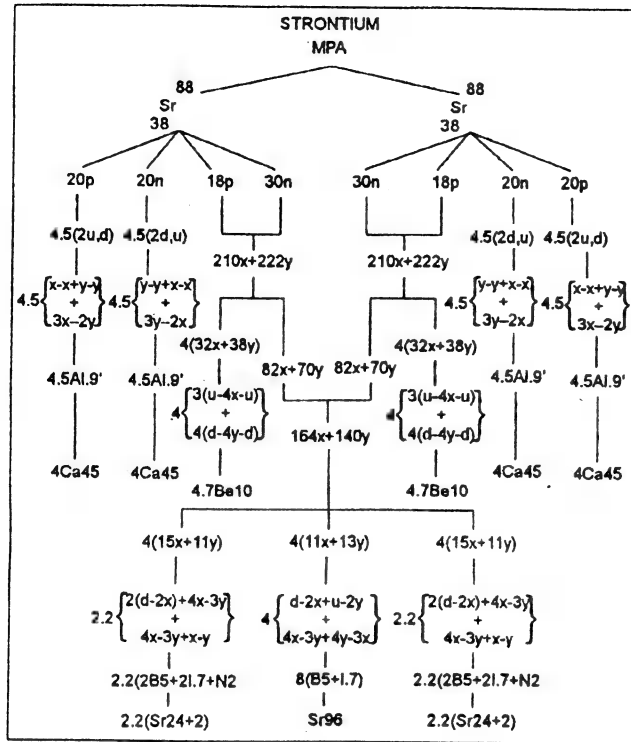 STRONTIUM
MPA
88 88
Sr Sr
38 38
20p 20n 18p 30n 30n 18p 20n 20p
4.5(2u,d) 4.5(2d,u) 4.5(2d,u) 4.5(2u,d)
210x+222y 210x+222y
x-x+y-y y-y+x-x y-y+x-x x-x+y-y
4.5{ + } 4.5{ + } 4.5{ + } 4.5{ + }
3x-2y 3y-2x 3y-2x 3x-2y
4(32x+38y) 4(32x+38y)
82x+70y 82x+70y
4.5Al.9' 4.5Al.9' 4.5Al.9' 4.5Al.9'
3(u-4x-u) 3(u-4x-u)
4{ + } 4{ + }
4(d-4y-d) 4(d-4y-d)
164x+140y
4Ca45 4Ca45 4Ca45 4Ca45
4.7Be10 4.7Be10
4(15x+11y) 4(11x+13y) 4(15x+11y)
2(d-2x)+4x-3y d-2x+u-2y 2(d-2x)+4x-3y
2.2{ + } 4{ + } 2.2{ + }
4x-3y+x-y 4x-3y+4y-3x 4x-3y+x-y
2.2(2B5+2I.7+N2 8(B5+I.7) 2.2(2B5+2I.7+N2
2.2(Sr24+2) Sr96 2.2(Sr24+2)